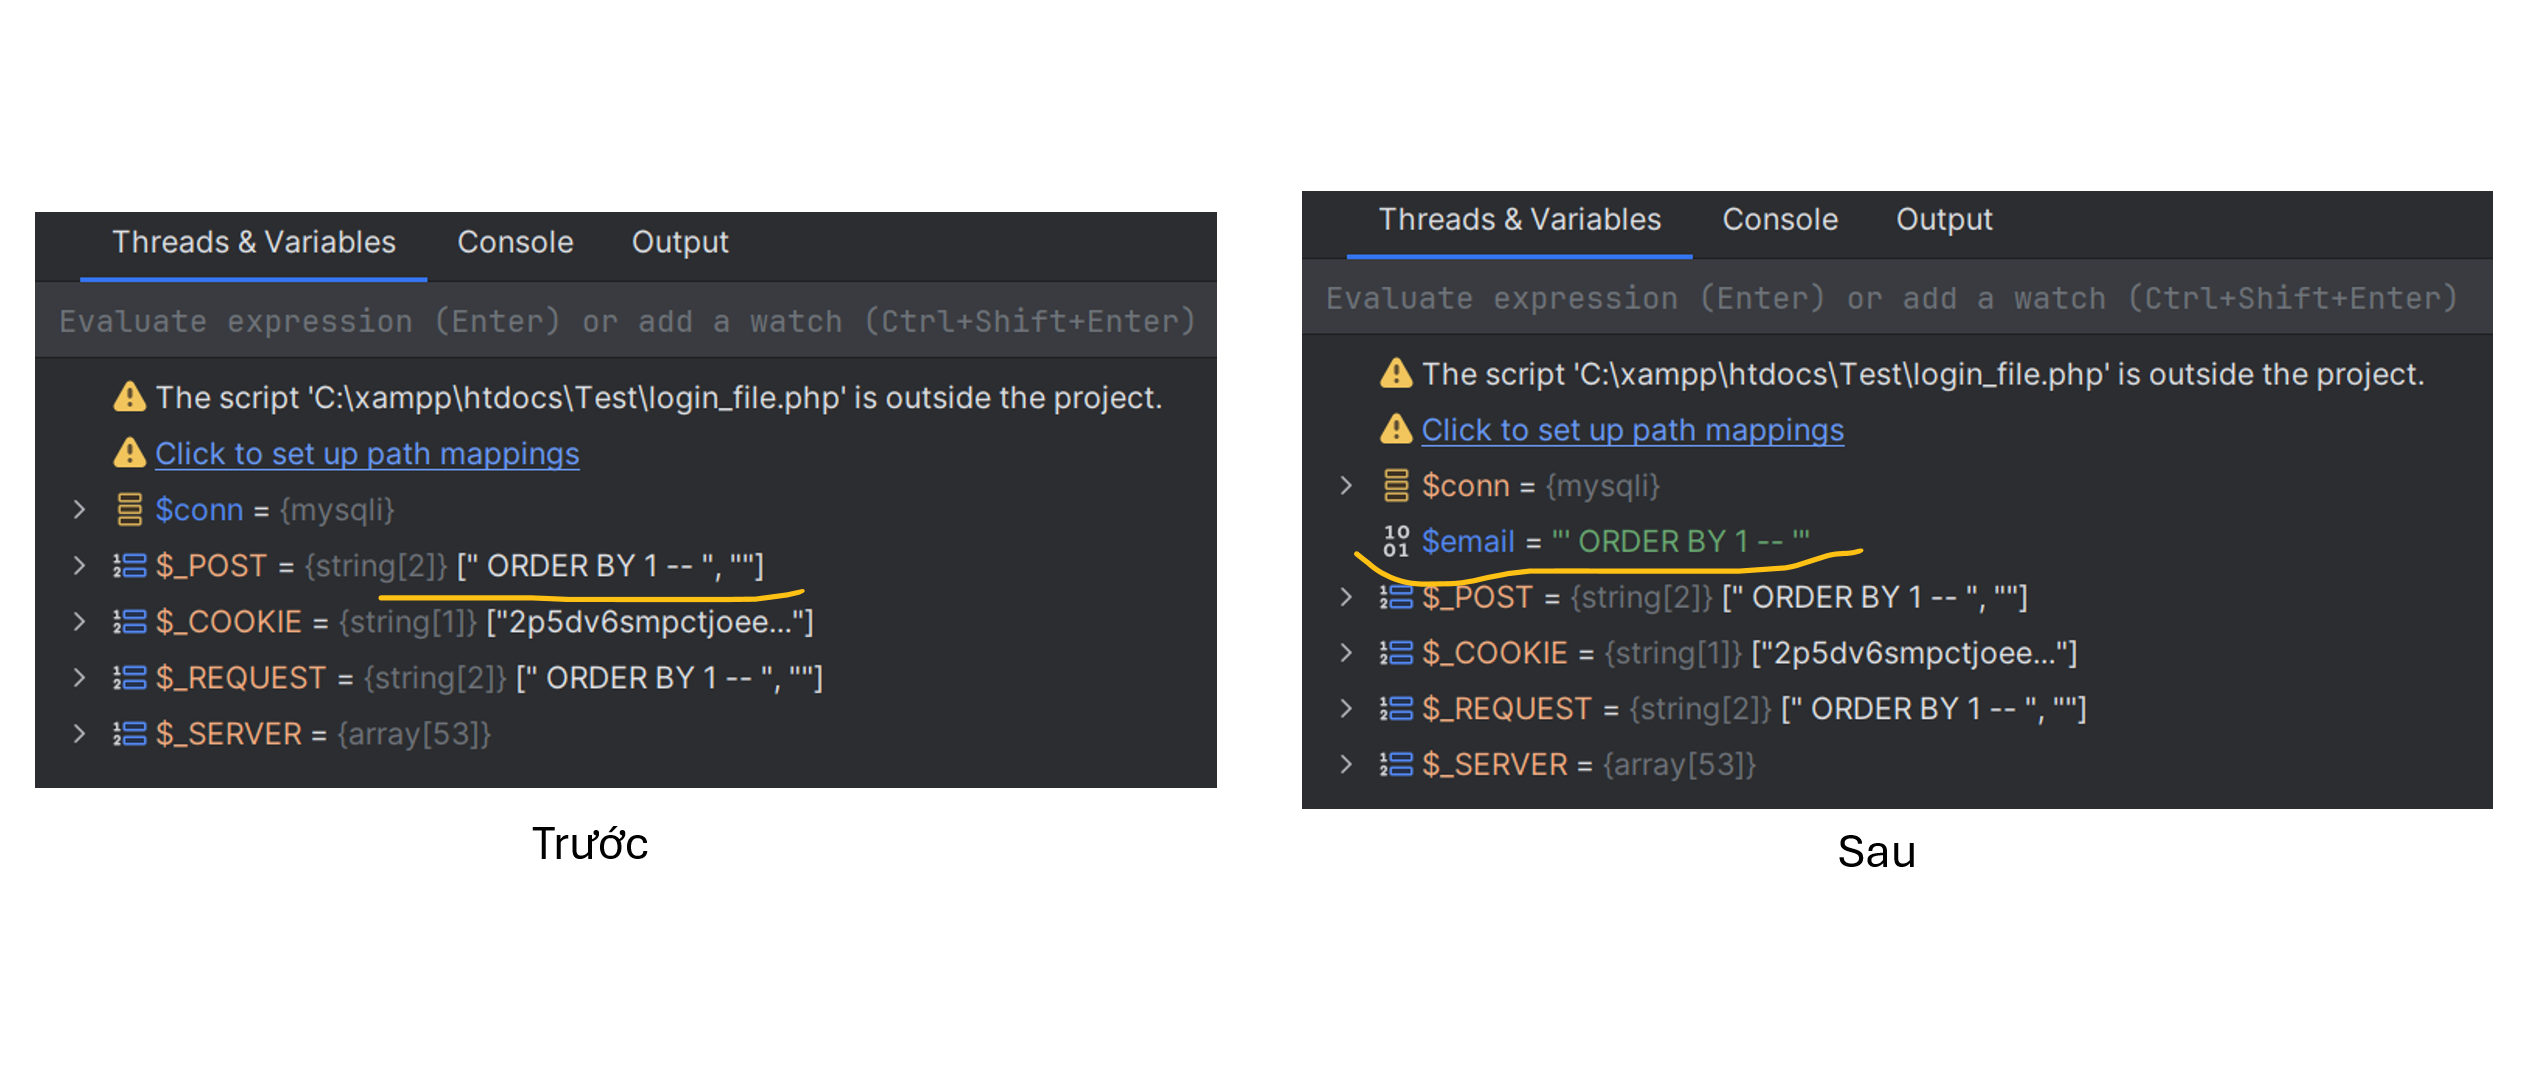 Threads & Variables Console Output
Evaluate expression (Enter) or add a watch (Ctrl+Shift+Enter)
The script 'C:\xampp\htdocs\Test\login_file.php' is outside the project.
Click to set up path mappings
$conn = {mysqli}
$_POST = {string[2]} [" ORDER BY 1 -- ", ""]
$_COOKIE = {string[1]} ["2p5dv6smpctjoee..."]
$_REQUEST = {string[2]} [" ORDER BY 1 -- ", ""]
$_SERVER = {array[53]}
Trước
Threads & Variables Console Output
Evaluate expression (Enter) or add a watch (Ctrl+Shift+Enter)
The script 'C:\xampp\htdocs\Test\login_file.php' is outside the project.
Click to set up path mappings
$conn = {mysqli}
$email = "' ORDER BY 1 -- '"
$_POST = {string[2]} [" ORDER BY 1 -- ", ""]
$_COOKIE = {string[1]} ["2p5dv6smpctjoee..."]
$_REQUEST = {string[2]} [" ORDER BY 1 -- ", ""]
$_SERVER = {array[53]}
Sau